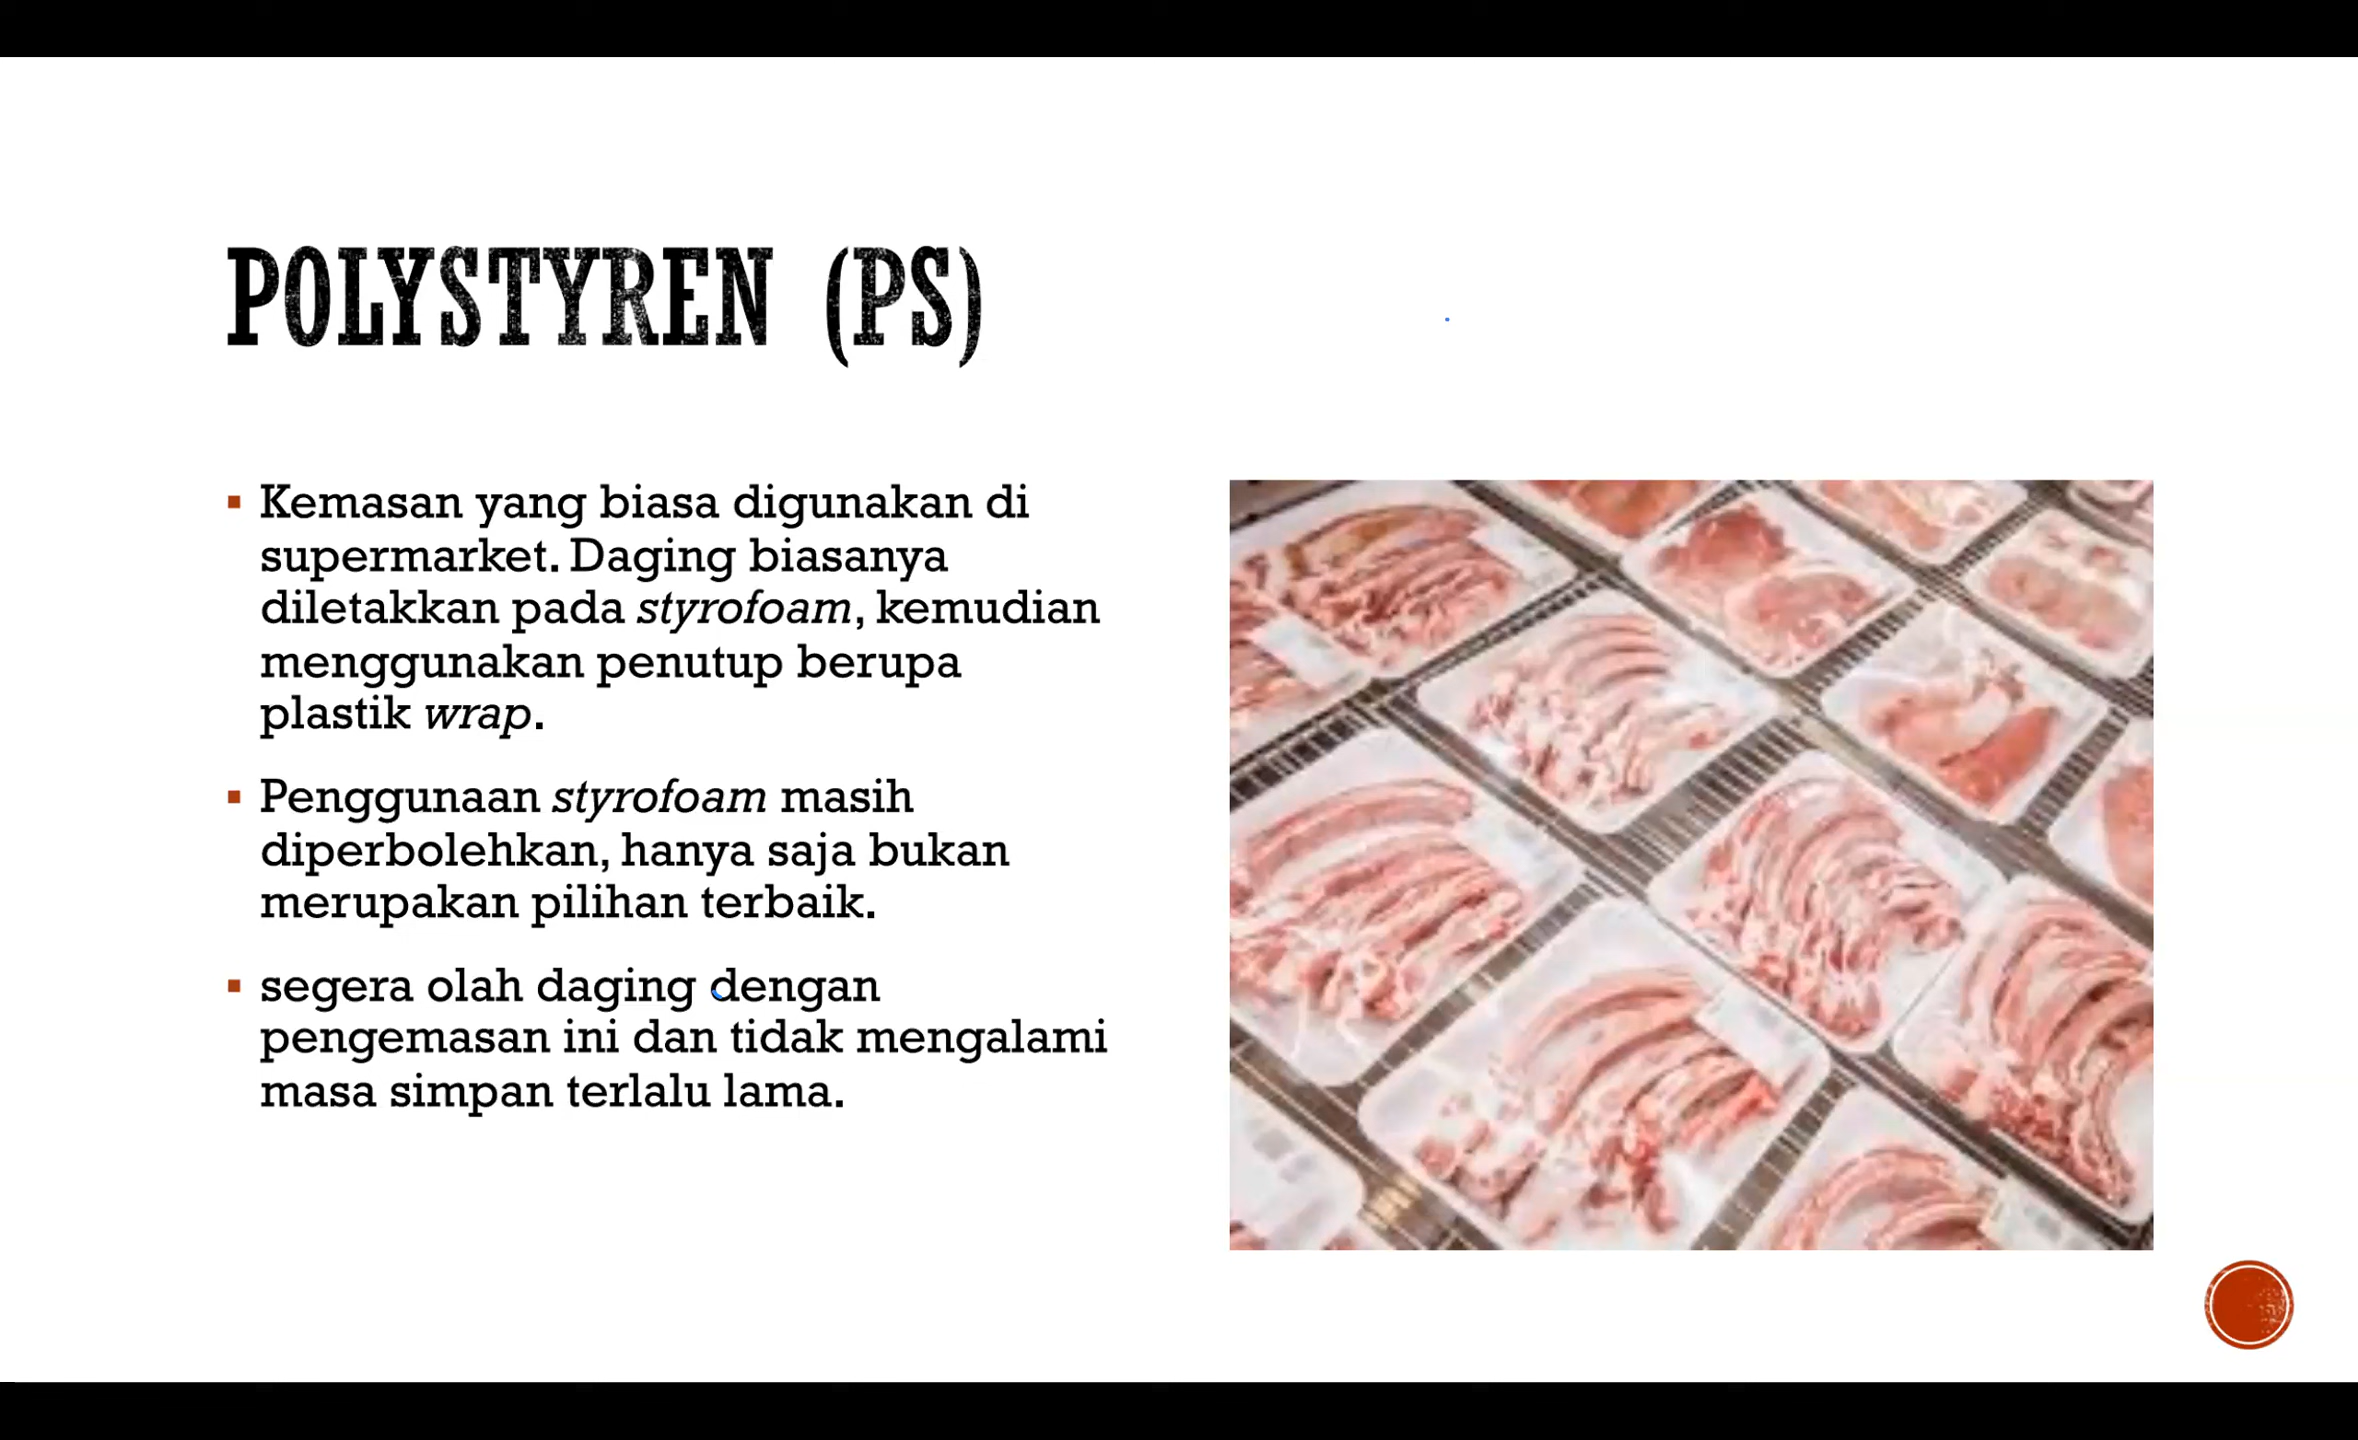 POLYSTYREN (PS)
▪ Kemasan yang biasa digunakan di
supermarket. Daging biasanya
diletakkan pada styrofoam, kemudian
menggunakan penutup berupa
plastik wrap.
▪ Penggunaan styrofoam masih
diperbolehkan, hanya saja bukan
merupakan pilihan terbaik.
▪ segera olah daging dengan
pengemasan ini dan tidak mengalami
masa simpan terlalu lama.